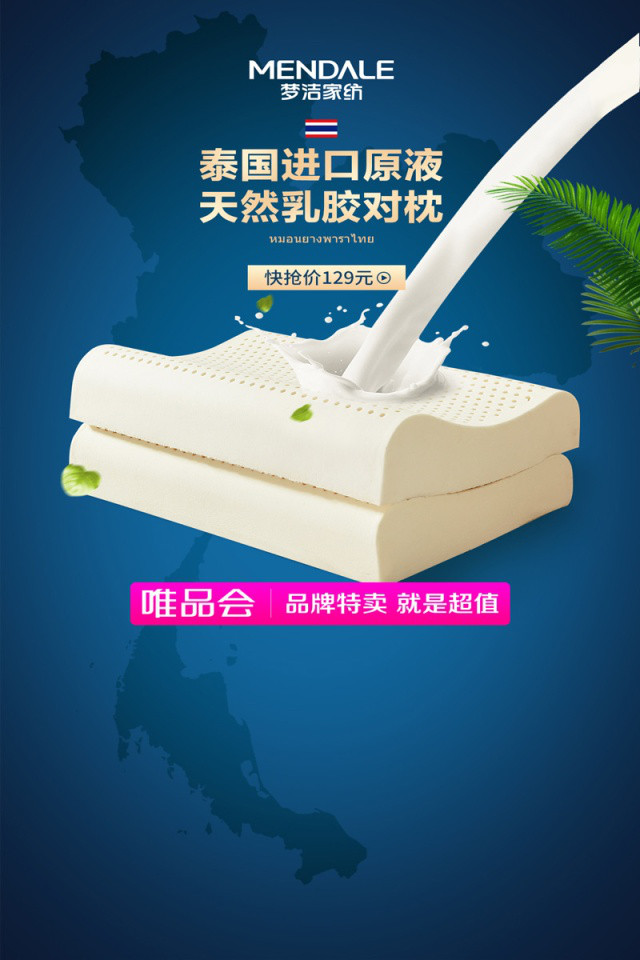 MENDALE
梦洁家纺
泰国进口原液
天然乳胶对枕
หมอนยางพาราไทย
快抢价129元
唯品会 品牌特卖 就是超值